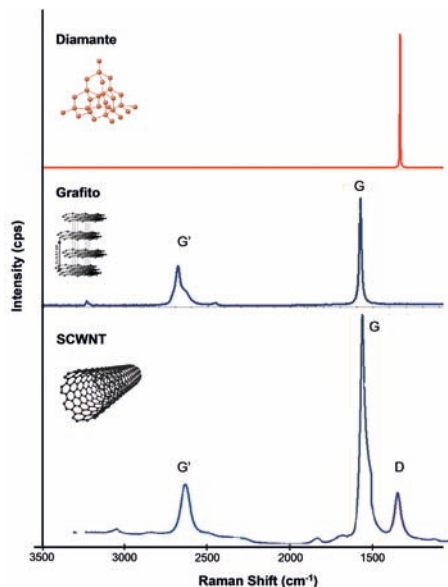 Diamante
Grafito
G
G'
Intensity (cps)
SCWNT
G
G'
D
3500 3000 2500 2000 1500
Raman Shift (cm-1)